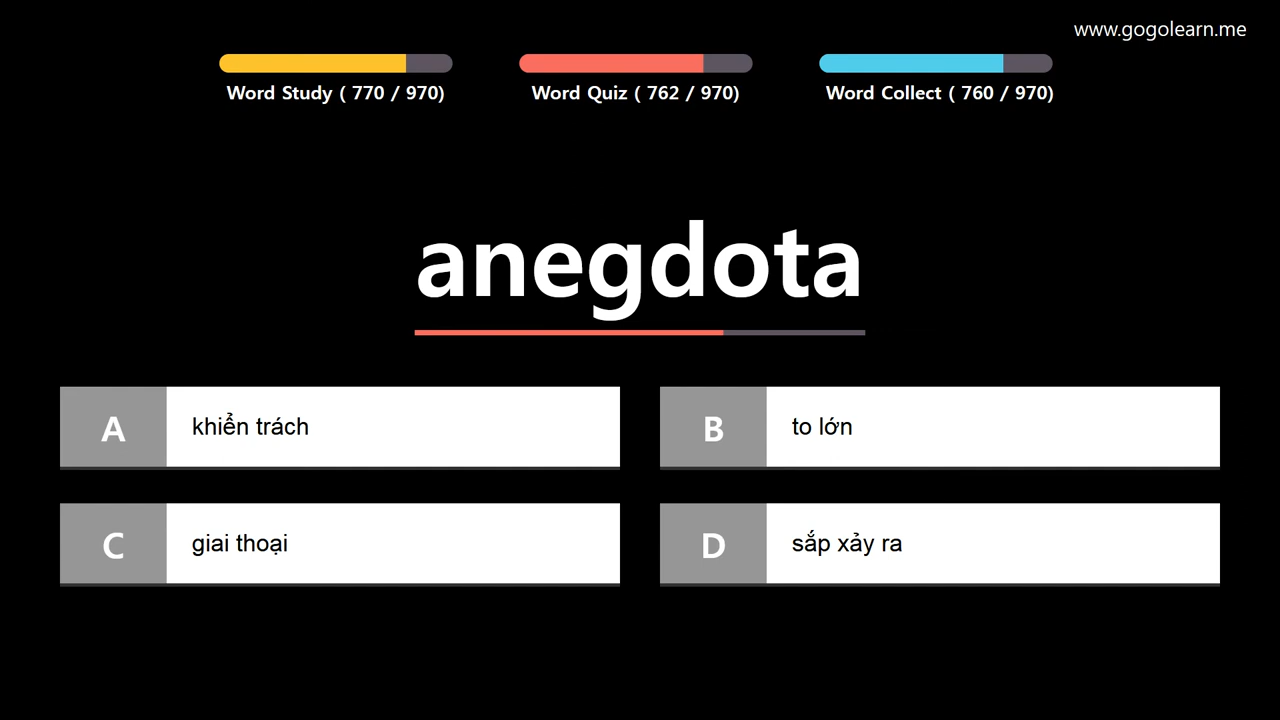 www.gogolearn.me
Word Study ( 770 / 970)
Word Quiz ( 762 / 970)
Word Collect ( 760 / 970)
anegdota
A khiển trách
B to lớn
C giai thoại
D sắp xảy ra